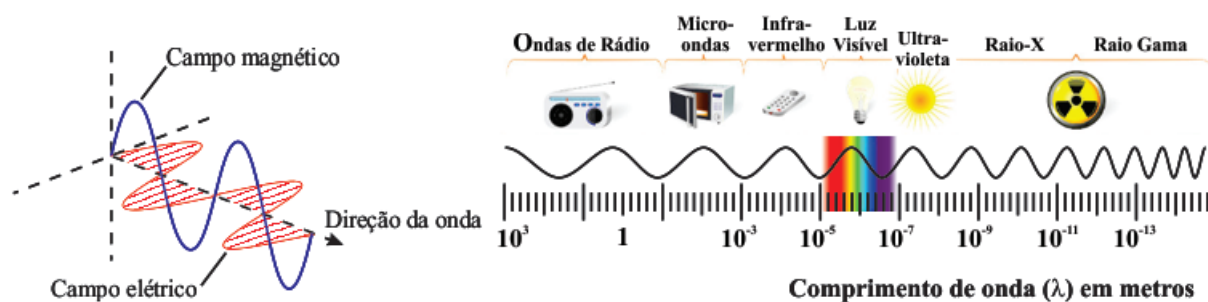 Campo magnético
Direção da onda
Campo elétrico
Ondas de Rádio
Micro-
ondas
Infra-
vermelho
Luz
Visível
Ultra-
violeta
Raio-X
Raio Gama
10³ 1 10⁻³ 10⁻⁵ 10⁻⁷ 10⁻⁹ 10⁻¹¹ 10⁻¹³
Comprimento de onda (λ) em metros